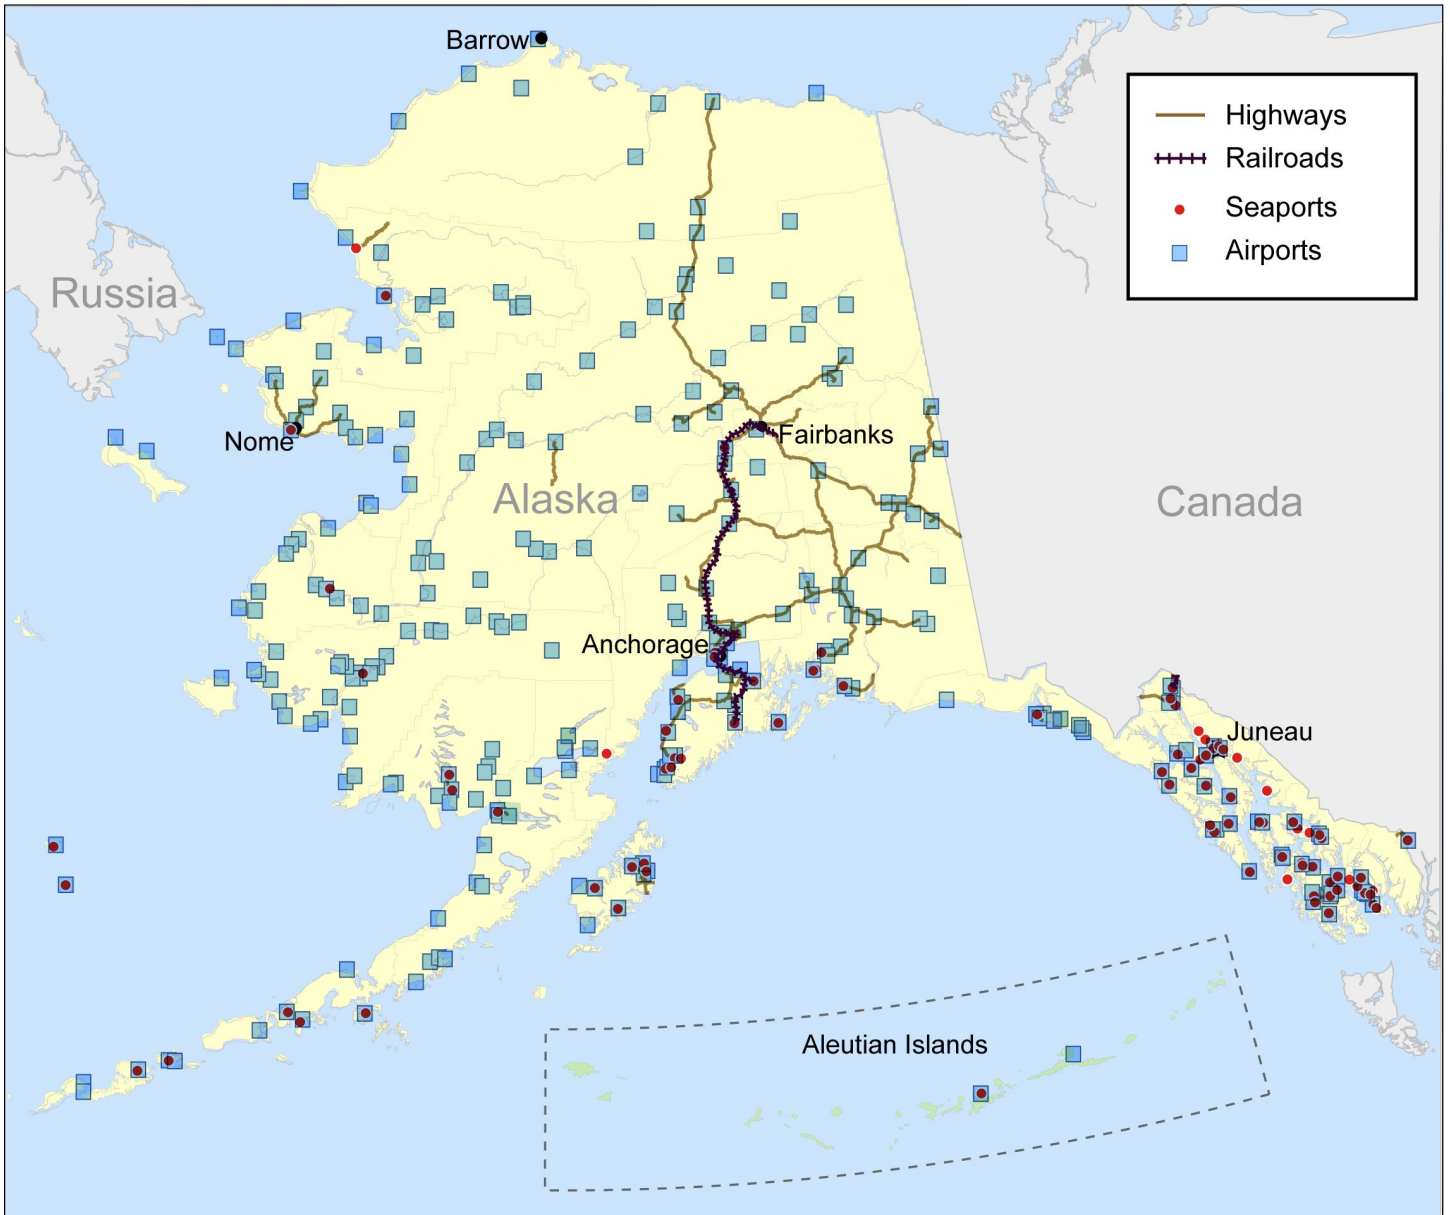 Barrow
Highways
Railroads
Seaports
Airports
Russia
Nome
Fairbanks
Alaska
Canada
Anchorage
Juneau
Aleutian Islands